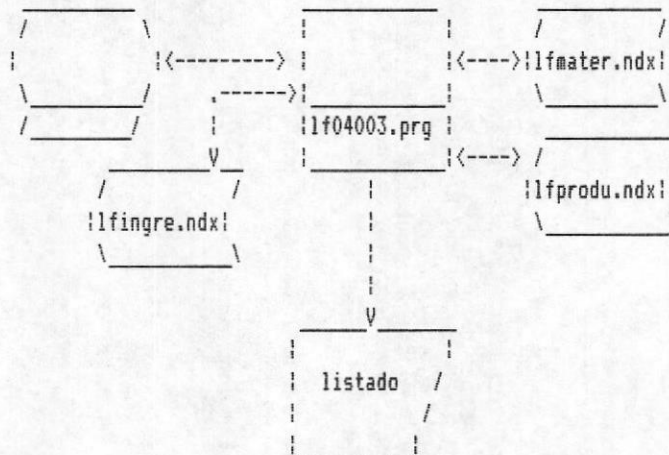 lfmater.ndx
lf04003.prg
lfprodu.ndx
lfingre.ndx
listado